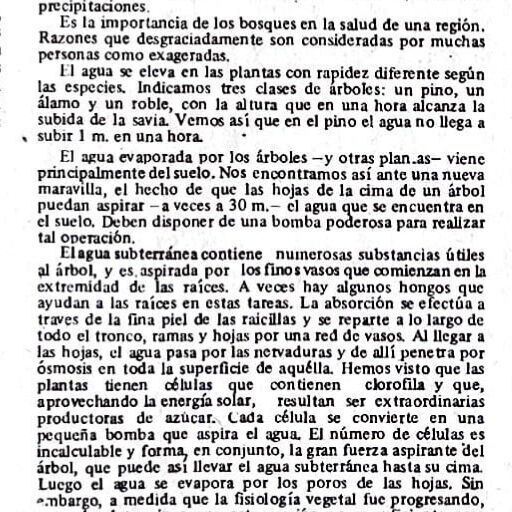 precipitaciones.
Es la importancia de los bosques en la salud de una región.
Razones que desgraciadamente son consideradas por muchas
personas como exageradas.
El agua se eleva en las plantas con rapidez diferente según
las especies. Indicamos tres clases de árboles: un pino, un
álamo y un roble, con la altura que en una hora alcanza la
subida de la savia. Vemos así que en el pino el agua no llega a
subir 1 m. en una hora.
El agua evaporada por los árboles —y otras plantas— viene
principalmente del suelo. Nos encontramos así ante una nueva
maravilla, el hecho de que las hojas de la cima de un árbol
puedan aspirar —a veces a 30 m.— el agua que se encuentra en
el suelo. Deben disponer de una bomba poderosa para realizar
tal operación.
El agua subterránea contiene numerosas substancias útiles
al árbol, y es aspirada por los finos vasos que comienzan en la
extremidad de las raíces. A veces hay algunos hongos que
ayudan a las raíces en estas tareas. La absorción se efectúa a
traves de la fina piel de las raicillas y se reparte a lo largo de
todo el tronco, ramas y hojas por una red de vasos. Al llegar a
las hojas, el agua pasa por las nervaduras y de allí penetra por
ósmosis en toda la superficie de aquélla. Hemos visto que las
plantas tienen células que contienen clorofila y que,
aprovechando la energía solar, resultan ser extraordinarias
productoras de azúcar. Cada célula se convierte en una
pequeña bomba que aspira el agua. El número de células es
incalculable y forma, en conjunto, la gran fuerza aspirante del
árbol, que puede así llevar el agua subterránea hasta su cima.
Luego el agua se evapora por los poros de las hojas. Sin
embargo, a medida que la fisiología vegetal fue progresando,